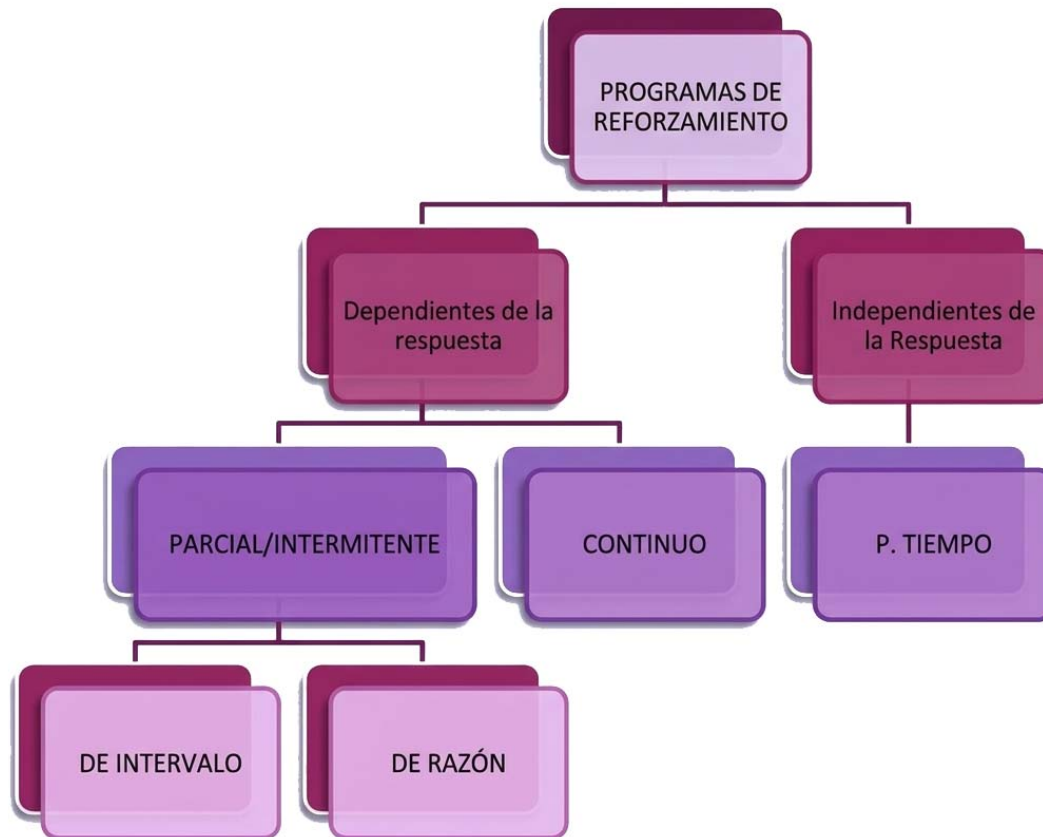 PROGRAMAS DE
REFORZAMIENTO
Dependientes de la
respuesta
Independientes de
la Respuesta
PARCIAL/INTERMITENTE
CONTINUO
P. TIEMPO
DE INTERVALO
DE RAZÓN